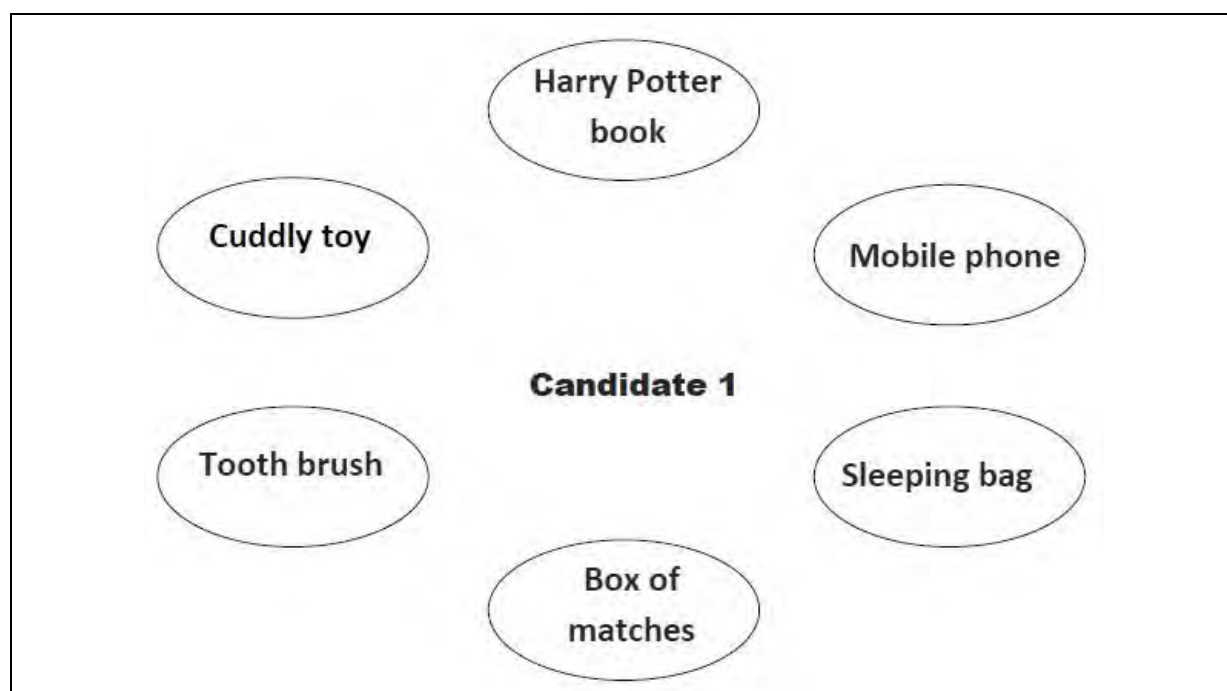 Harry Potter
book
Cuddly toy
Mobile phone
Candidate 1
Tooth brush
Sleeping bag
Box of
matches